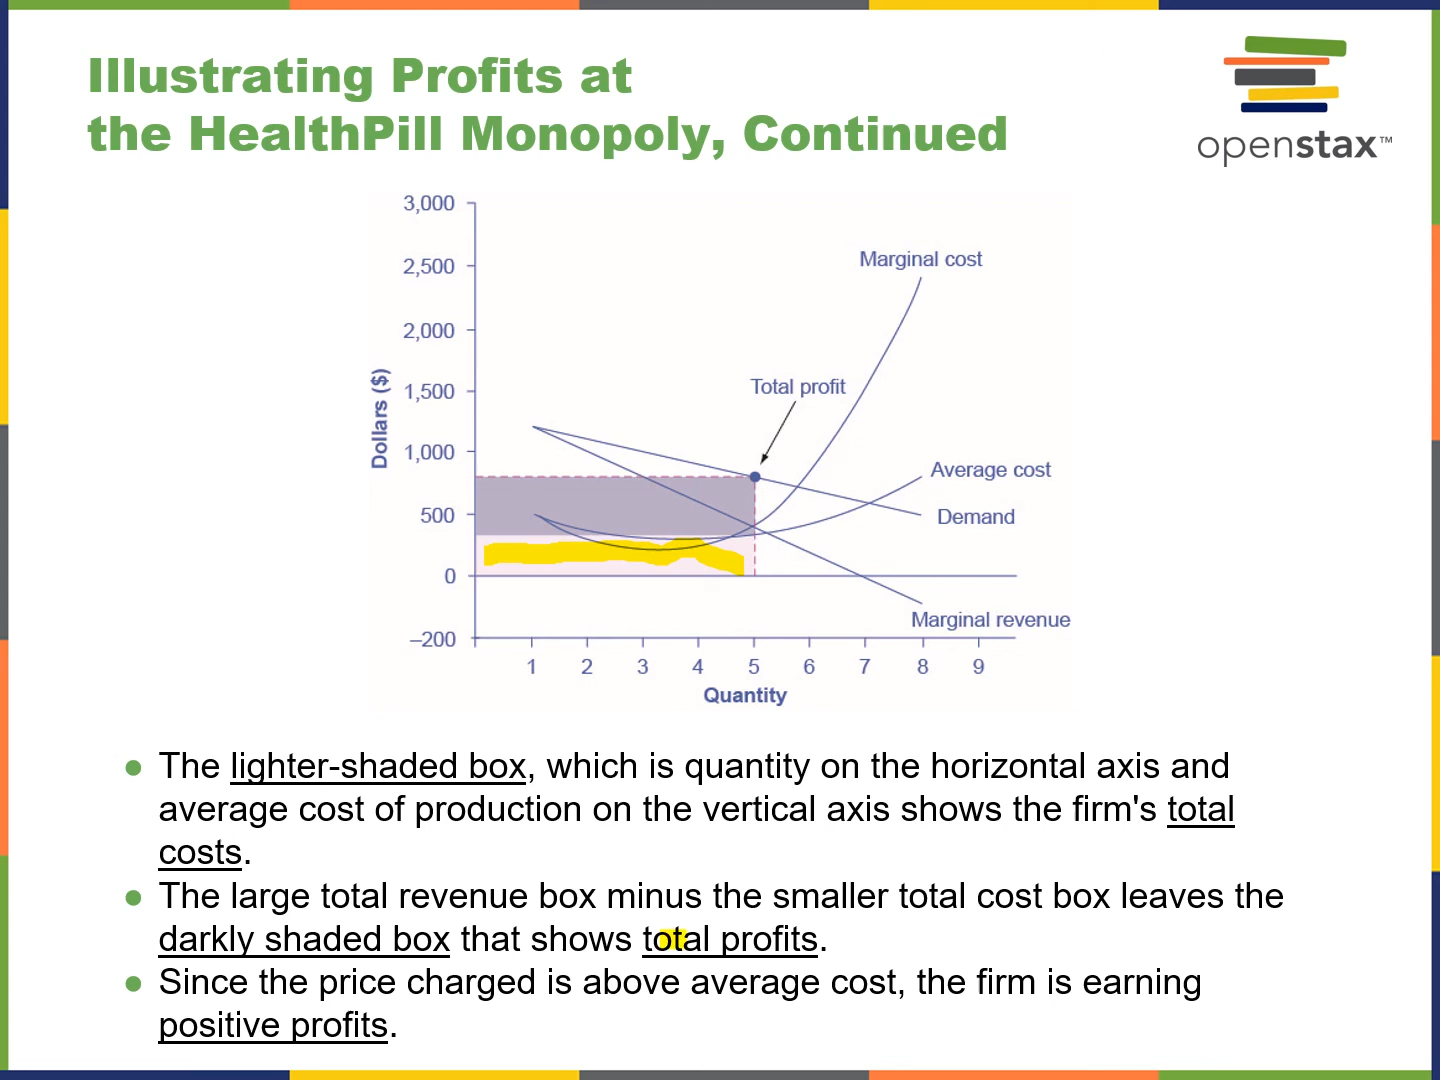 Illustrating Profits at
the HealthPill Monopoly, Continued
openstax™
3,000
2,500
2,000
1,500
1,000
500
0
–200
Dollars ($)
Marginal cost
Total profit
Average cost
Demand
Marginal revenue
1 2 3 4 5 6 7 8 9
Quantity
● The lighter-shaded box, which is quantity on the horizontal axis and
average cost of production on the vertical axis shows the firm's total
costs.
● The large total revenue box minus the smaller total cost box leaves the
darkly shaded box that shows total profits.
● Since the price charged is above average cost, the firm is earning
positive profits.